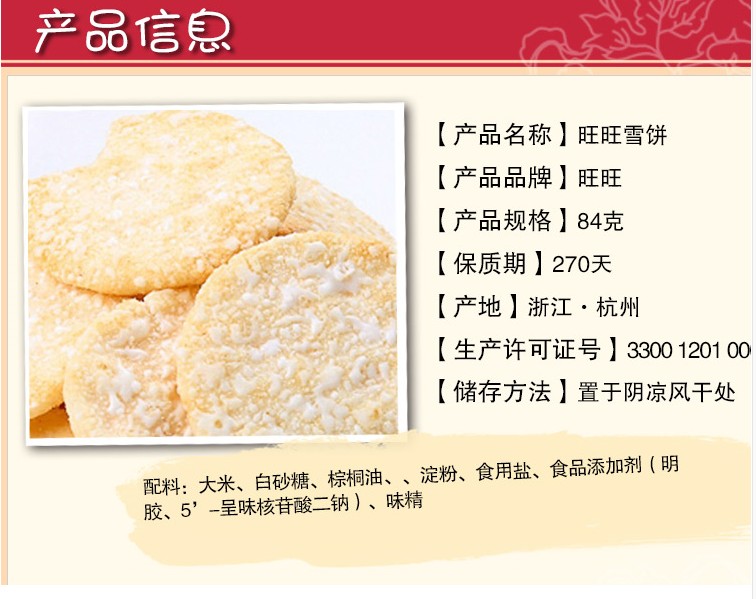 产品信息
【产品名称】旺旺雪饼
【产品品牌】旺旺
【产品规格】84克
【保质期】270天
【产地】浙江·杭州
【生产许可证号】3300 1201 00
【储存方法】置于阴凉风干处
配料：大米、白砂糖、棕桐油、、淀粉、食用盐、食品添加剂（明
胶、5’-呈味核苷酸二钠）、味精